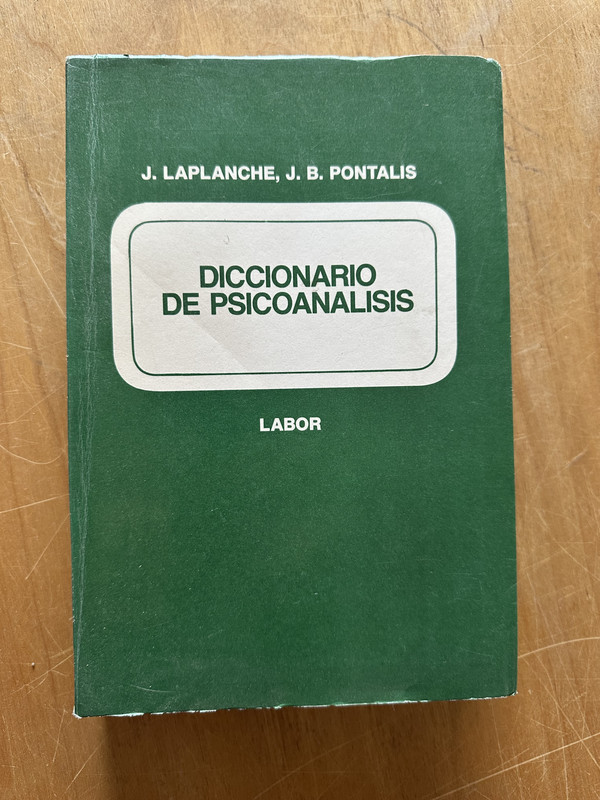 J. LAPLANCHE, J. B. PONTALIS
DICCIONARIO
DE PSICOANALISIS
LABOR